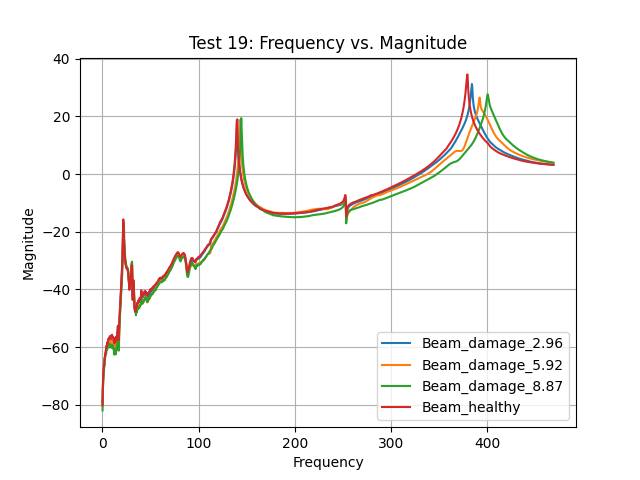 Test 19: Frequency vs. Magnitude
Magnitude
40
20
0
−20
−40
−60
−80
0
100
200
300
400
Frequency
Beam_damage_2.96
Beam_damage_5.92
Beam_damage_8.87
Beam_healthy